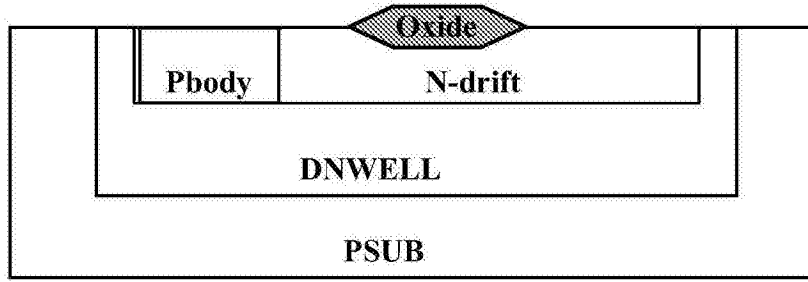 Oxide
Pbody
N-drift
DNWELL
PSUB